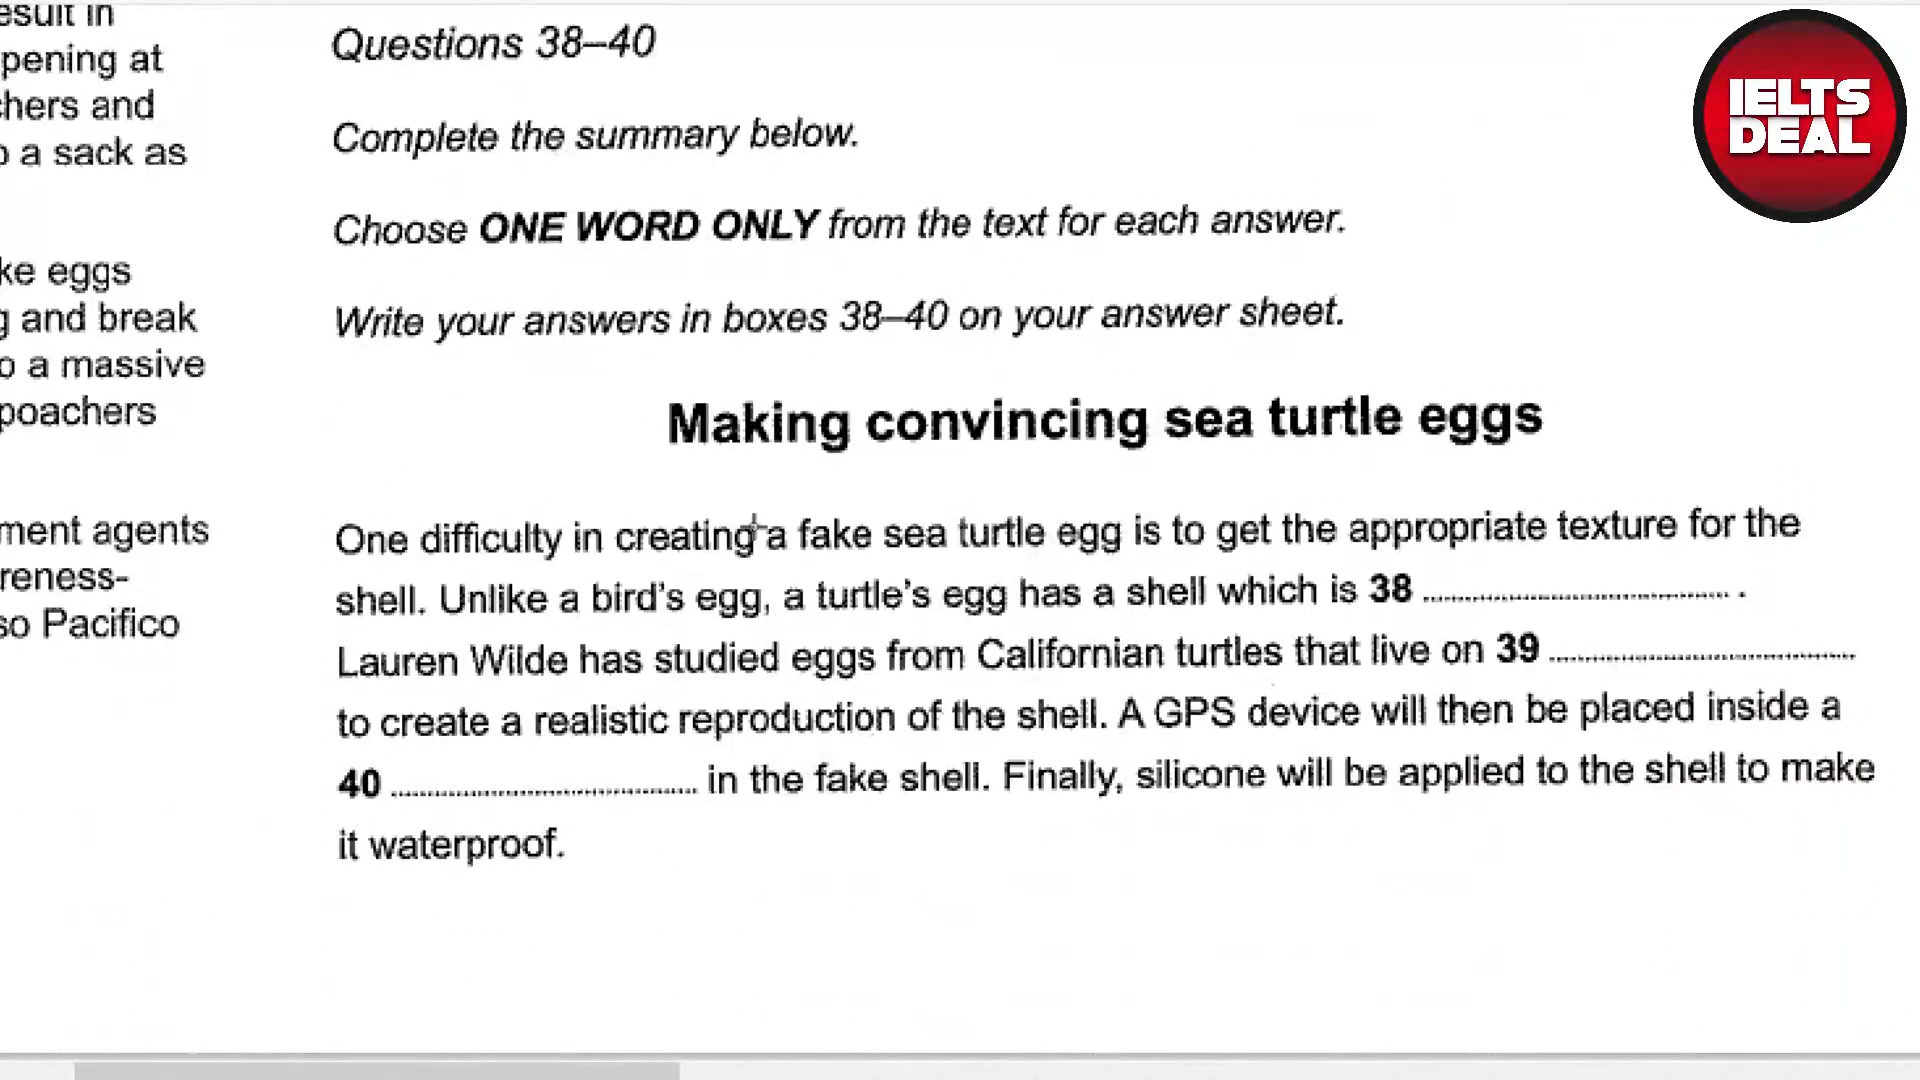 esult in
pening at
chers and
o a sack as
ke eggs
g and break
o a massive
poachers
ment agents
reness-
so Pacifico
Questions 38–40
Complete the summary below.
Choose ONE WORD ONLY from the text for each answer.
Write your answers in boxes 38–40 on your answer sheet.
Making convincing sea turtle eggs
One difficulty in creating a fake sea turtle egg is to get the appropriate texture for the
shell. Unlike a bird's egg, a turtle's egg has a shell which is 38 .................... .
Lauren Wilde has studied eggs from Californian turtles that live on 39 ....................
to create a realistic reproduction of the shell. A GPS device will then be placed inside a
40 .................... in the fake shell. Finally, silicone will be applied to the shell to make
it waterproof.
IELTS
DEAL